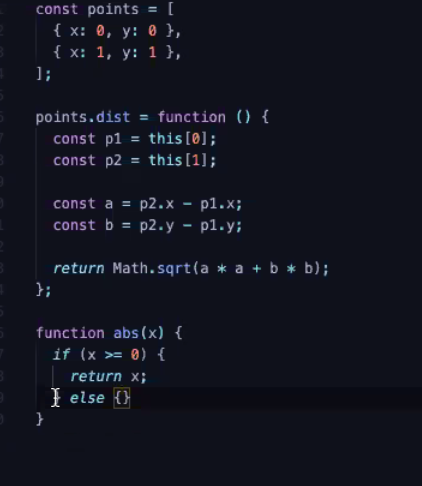 const points = [
  { x: 0, y: 0 },
  { x: 1, y: 1 },
];

points.dist = function () {
  const p1 = this[0];
  const p2 = this[1];

  const a = p2.x - p1.x;
  const b = p2.y - p1.y;

  return Math.sqrt(a * a + b * b);
};

function abs(x) {
  if (x >= 0) {
    return x;
  } else {}
}